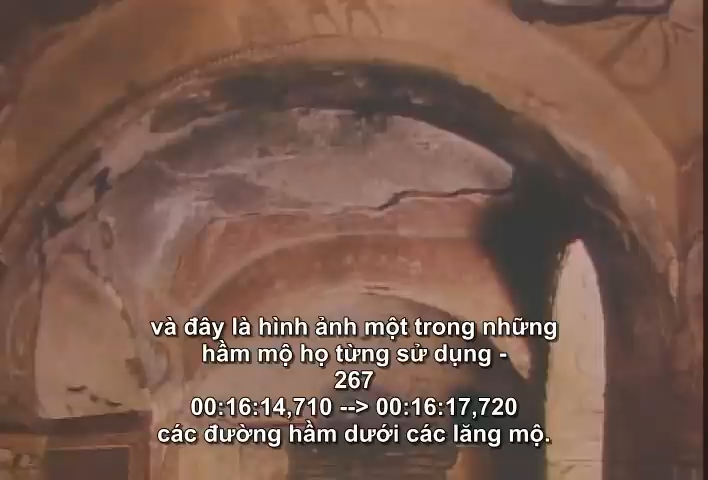 và đây là hình ảnh một trong những
hầm mộ họ từng sử dụng -
267
00:16:14,710 --> 00:16:17,720
các đường hầm dưới các lăng mộ.